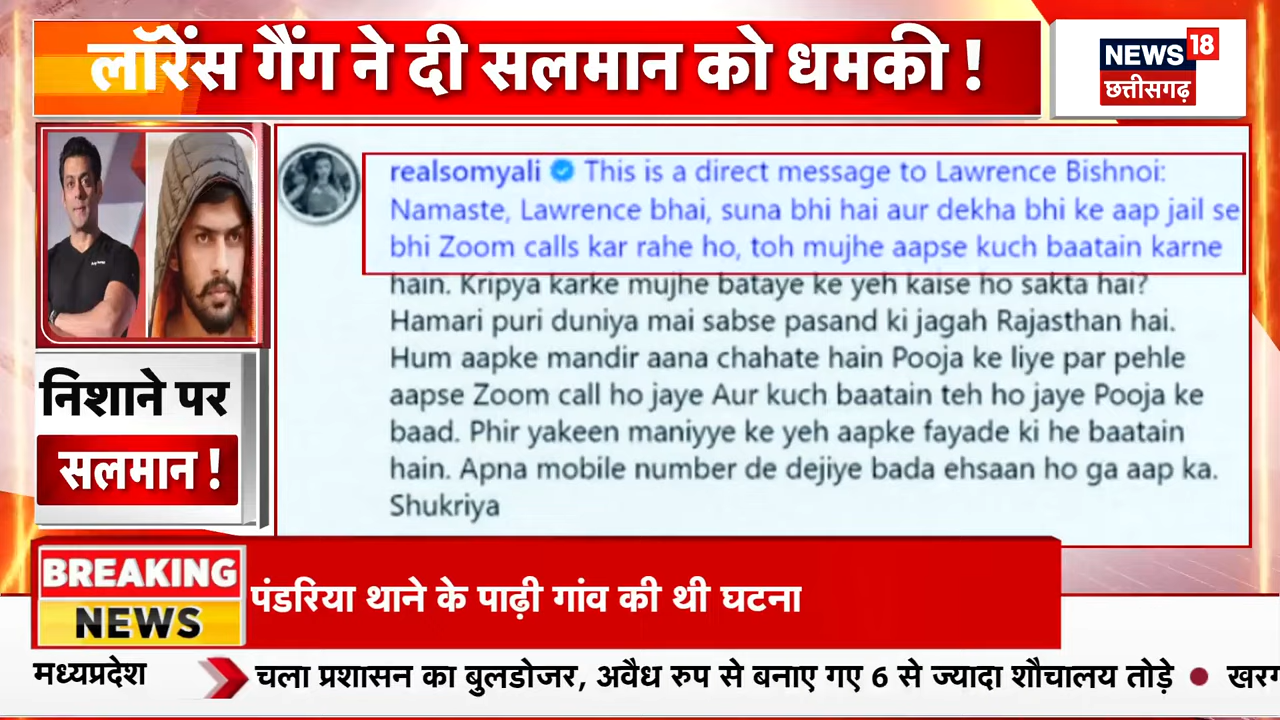 लॉरेंस गैंग ने दी सलमान को धमकी !
NEWS 18
छत्तीसगढ़
realsomyali This is a direct message to Lawrence Bishnoi:
Namaste, Lawrence bhai, suna bhi hai aur dekha bhi ke aap jail se
bhi Zoom calls kar rahe ho, toh mujhe aapse kuch baatain karne
hain. Kripya karke mujhe bataye ke yeh kaise ho sakta hai?
Hamari puri duniya mai sabse pasand ki jagah Rajasthan hai.
Hum aapke mandir aana chahate hain Pooja ke liye par pehle
aapse Zoom call ho jaye Aur kuch baatain teh ho jaye Pooja ke
baad. Phir yakeen maniyye ke yeh aapke fayade ki he baatain
hain. Apna mobile number de dejiye bada ehsaan ho ga aap ka.
Shukriya
निशाने पर
सलमान !
BREAKING
NEWS
पंडरिया थाने के पाढ़ी गांव की थी घटना
मध्यप्रदेश
चला प्रशासन का बुलडोजर, अवैध रुप से बनाए गए 6 से ज्यादा शौचालय तोड़े